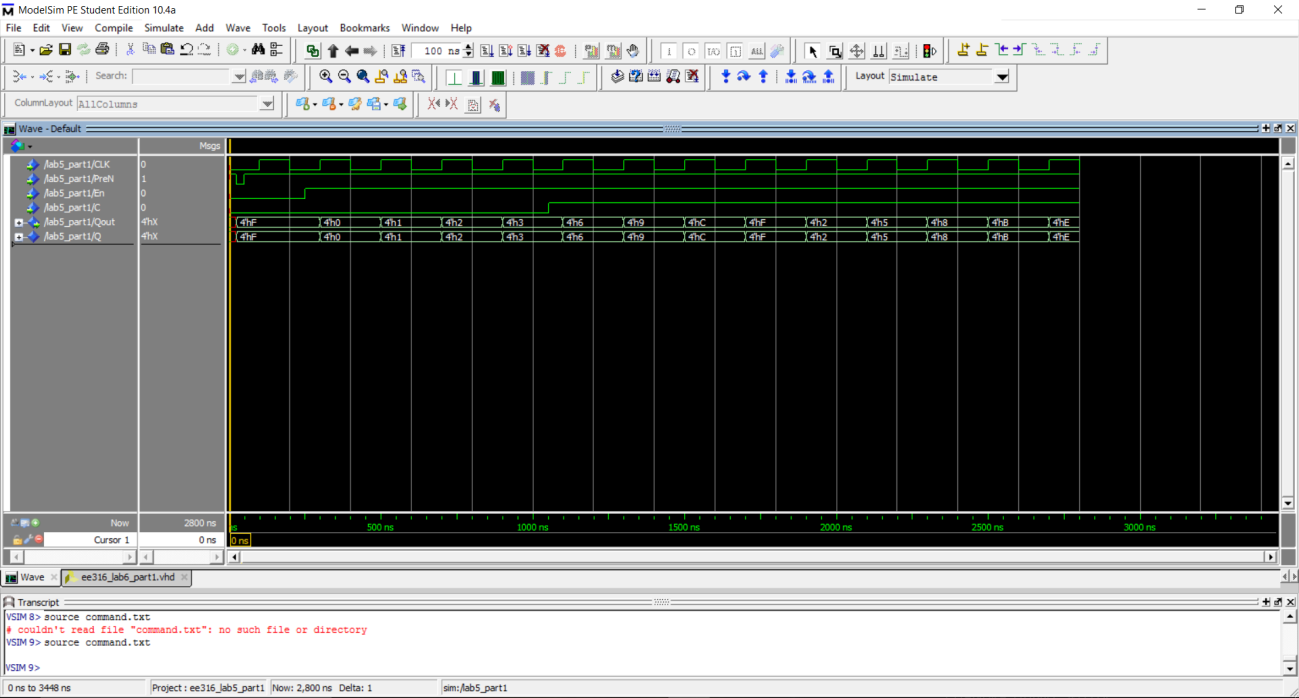 ModelSim PE Student Edition 10.4a
File Edit View Compile Simulate Add Wave Tools Layout Bookmarks Window Help
100 ns
Search:
Layout Simulate
ColumnLayout AllColumns
Wave - Default
Msgs
/lab5_part1/CLK 0
/lab5_part1/PreN 1
/lab5_part1/En 0
/lab5_part1/C 0
/lab5_part1/Qout 4'hX 4'hF 4'h0 4'h1 4'h2 4'h3 4'h6 4'h9 4'hC 4'hF 4'h2 4'h5 4'h8 4'hB 4'hE
/lab5_part1/Q 4'hX 4'hF 4'h0 4'h1 4'h2 4'h3 4'h6 4'h9 4'hC 4'hF 4'h2 4'h5 4'h8 4'hB 4'hE
Now 2800 ns ns 500 ns 1000 ns 1500 ns 2000 ns 2500 ns 3000 ns
Cursor 1 0 ns 0 ns
Wave ee316_lab6_part1.vhd
Transcript
VSIM 8> source command.txt
# couldn't read file "command.txt": no such file or directory
VSIM 9> source command.txt
VSIM 9>
0 ns to 3448 ns Project : ee316_lab5_part1 Now: 2,800 ns Delta: 1 sim:/lab5_part1